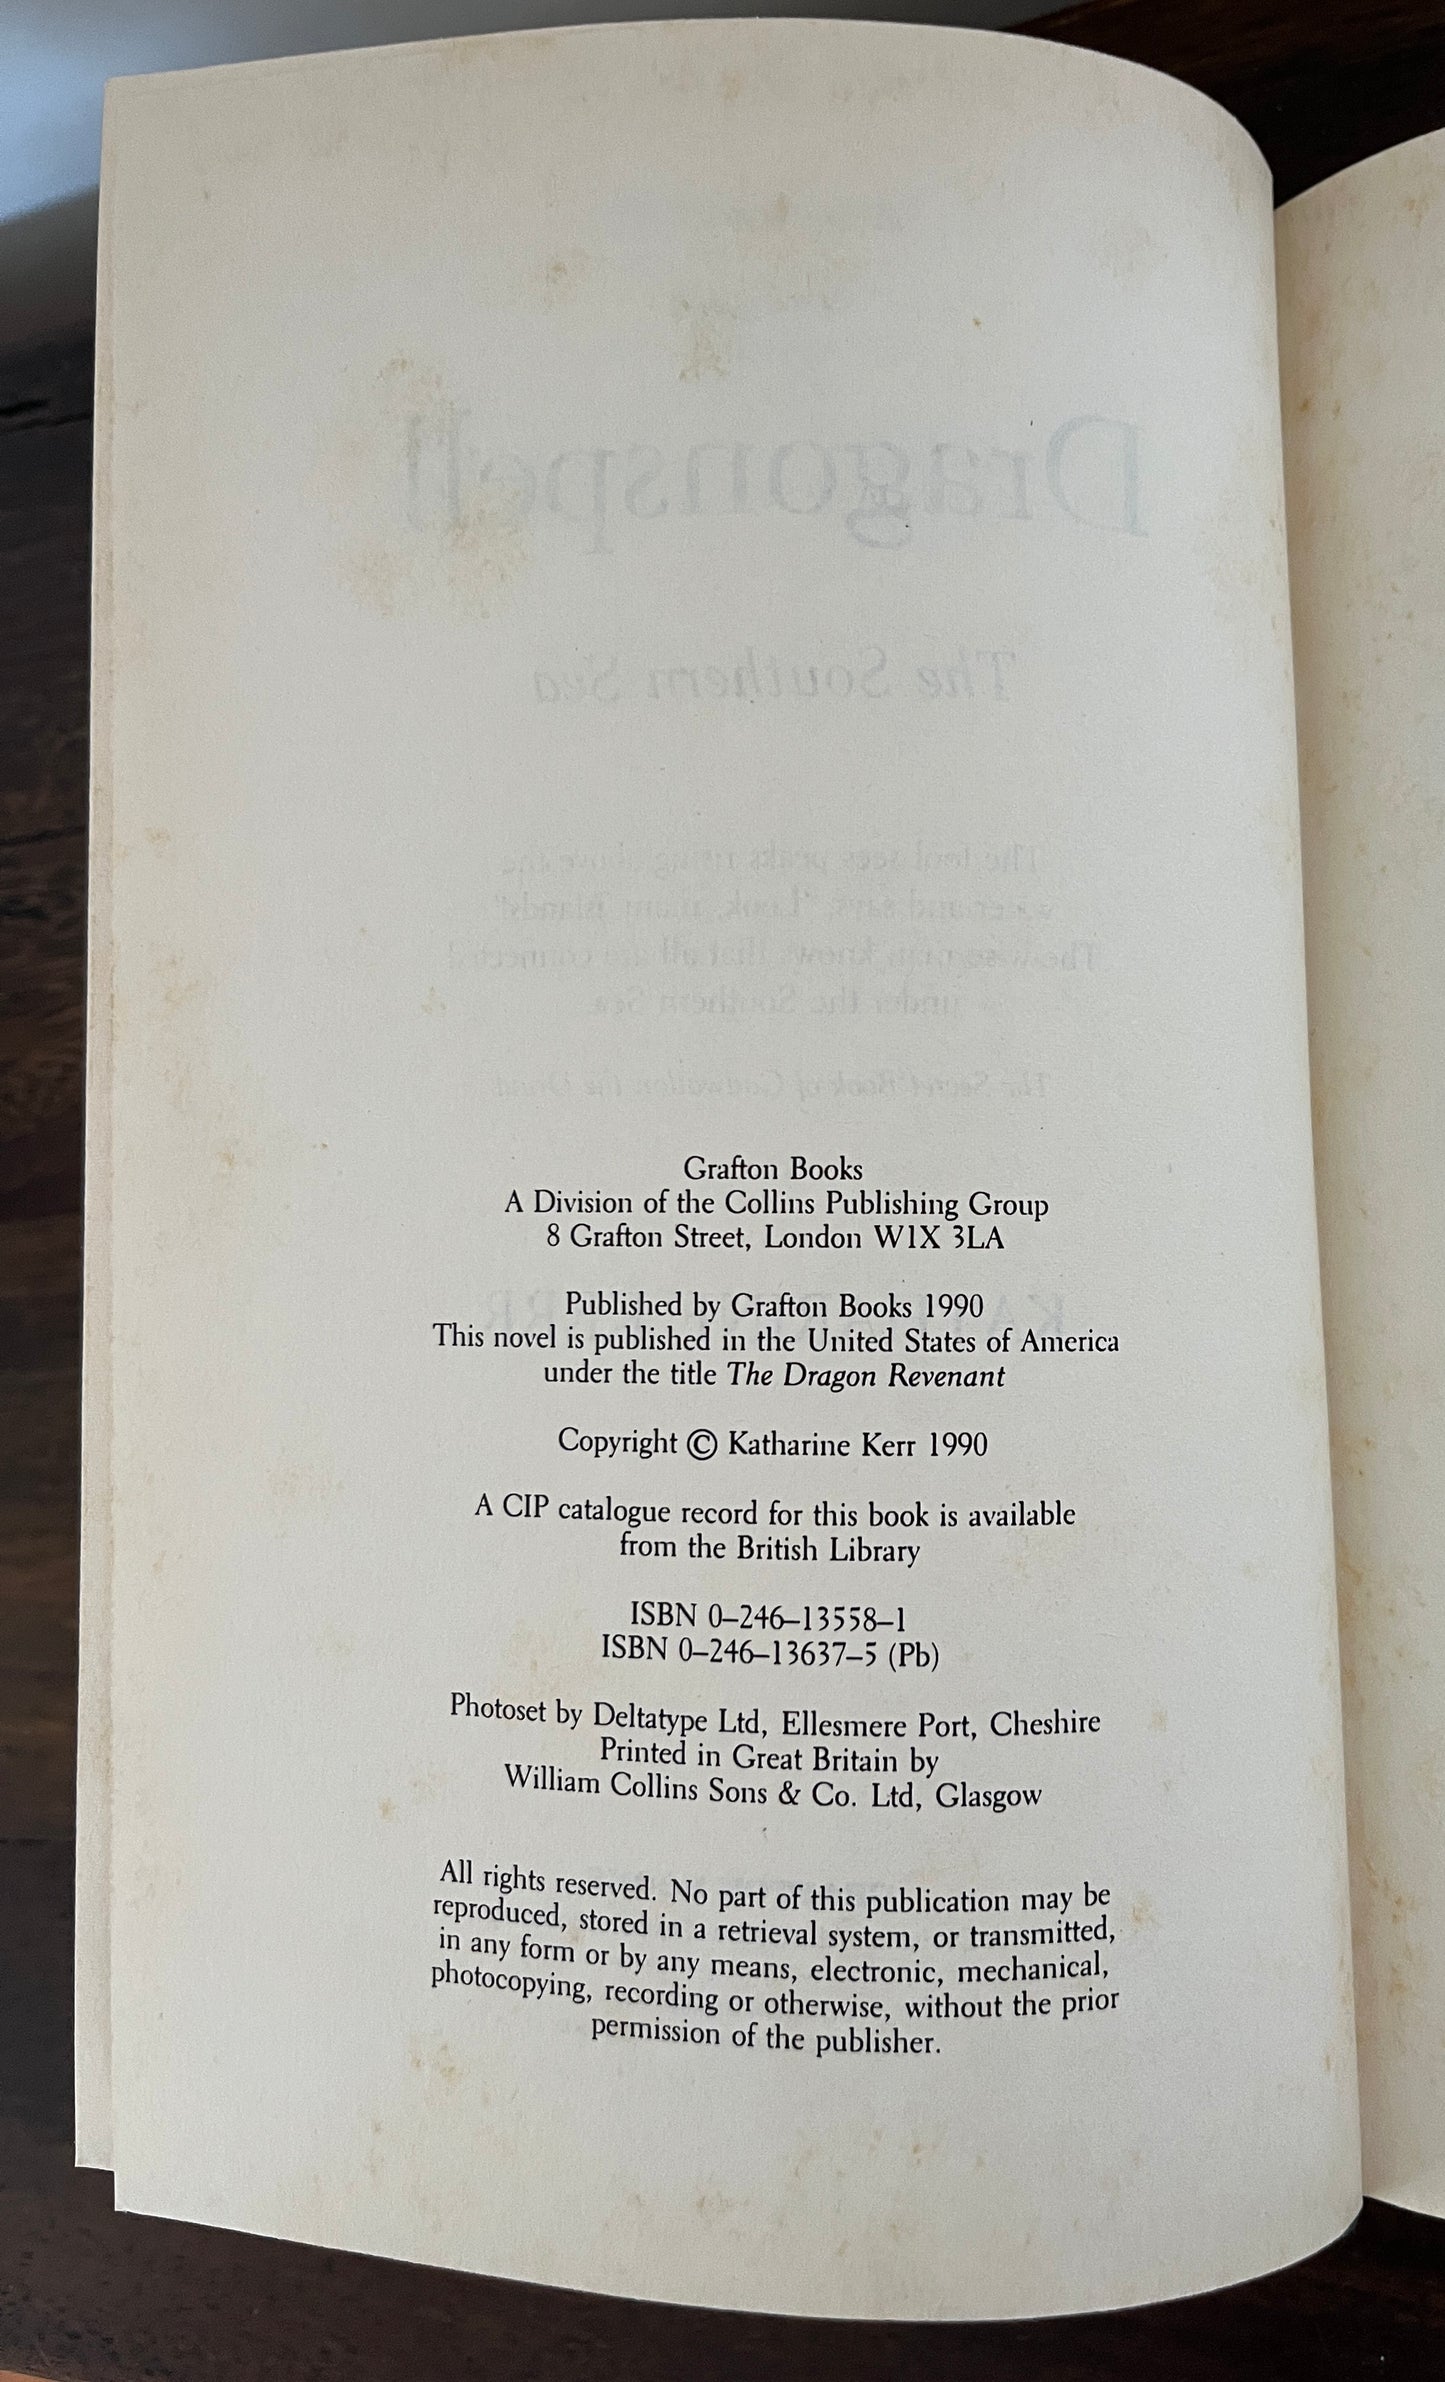 Dragonspell
The Southern Sea
Grafton Books
A Division of the Collins Publishing Group
8 Grafton Street, London W1X 3LA
Published by Grafton Books 1990
This novel is published in the United States of America
under the title The Dragon Revenant
Copyright © Katharine Kerr 1990
A CIP catalogue record for this book is available
from the British Library
ISBN 0–246–13558–1
ISBN 0–246–13637–5 (Pb)
Photoset by Deltatype Ltd, Ellesmere Port, Cheshire
Printed in Great Britain by
William Collins Sons & Co. Ltd, Glasgow
All rights reserved. No part of this publication may be
reproduced, stored in a retrieval system, or transmitted,
in any form or by any means, electronic, mechanical,
photocopying, recording or otherwise, without the prior
permission of the publisher.